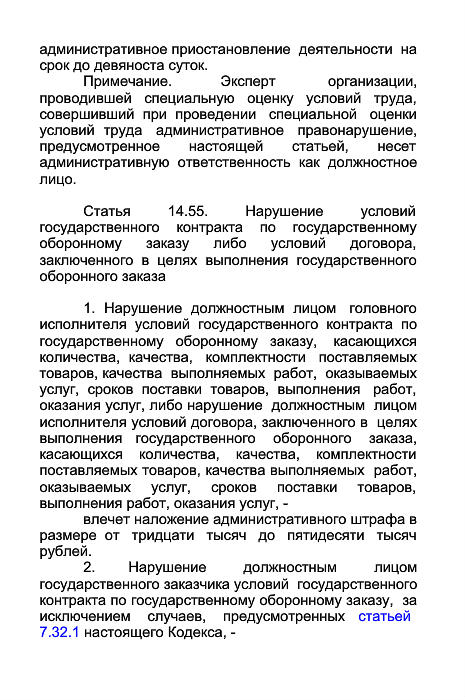 административное приостановление деятельности на
срок до девяноста суток.
Примечание. Эксперт организации,
проводившей специальную оценку условий труда,
совершивший при проведении специальной оценки
условий труда административное правонарушение,
предусмотренное настоящей статьей, несет
административную ответственность как должностное
лицо.
Статья 14.55. Нарушение условий
государственного контракта по государственному
оборонному заказу либо условий договора,
заключенного в целях выполнения государственного
оборонного заказа
1. Нарушение должностным лицом головного
исполнителя условий государственного контракта по
государственному оборонному заказу, касающихся
количества, качества, комплектности поставляемых
товаров, качества выполняемых работ, оказываемых
услуг, сроков поставки товаров, выполнения работ,
оказания услуг, либо нарушение должностным лицом
исполнителя условий договора, заключенного в целях
выполнения государственного оборонного заказа,
касающихся количества, качества, комплектности
поставляемых товаров, качества выполняемых работ,
оказываемых услуг, сроков поставки товаров,
выполнения работ, оказания услуг, -
влечет наложение административного штрафа в
размере от тридцати тысяч до пятидесяти тысяч
рублей.
2. Нарушение должностным лицом
государственного заказчика условий государственного
контракта по государственному оборонному заказу, за
исключением случаев, предусмотренных статьей
7.32.1 настоящего Кодекса, -